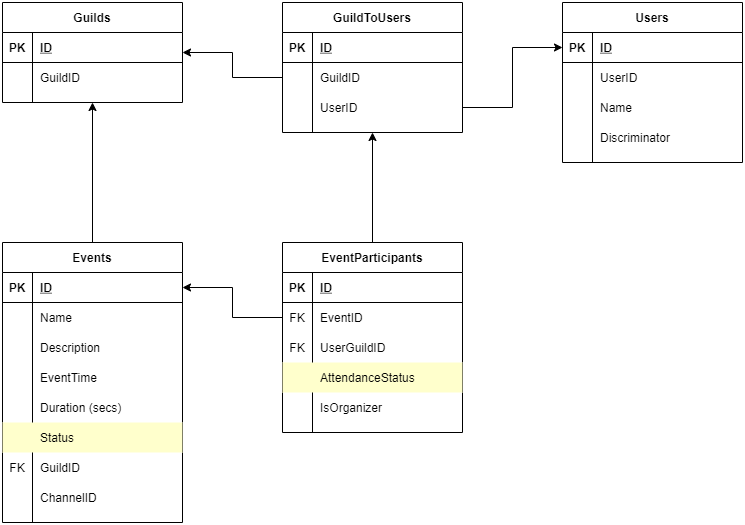 Guilds
PK ID
GuildID
GuildToUsers
PK ID
GuildID
UserID
Users
PK ID
UserID
Name
Discriminator
Events
PK ID
Name
Description
EventTime
Duration (secs)
Status
FK GuildID
ChannelID
EventParticipants
PK ID
FK EventID
FK UserGuildID
AttendanceStatus
IsOrganizer